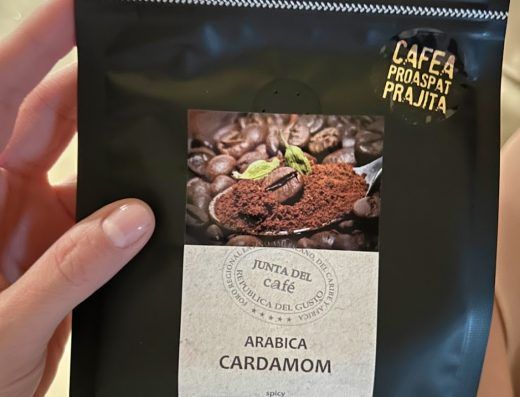 CAFEA
PROASPAT
PRAJITA
JUNTA DEL
café
REPUBLICA DEL GUSTO
ARABICA
CARDAMOM
spicy